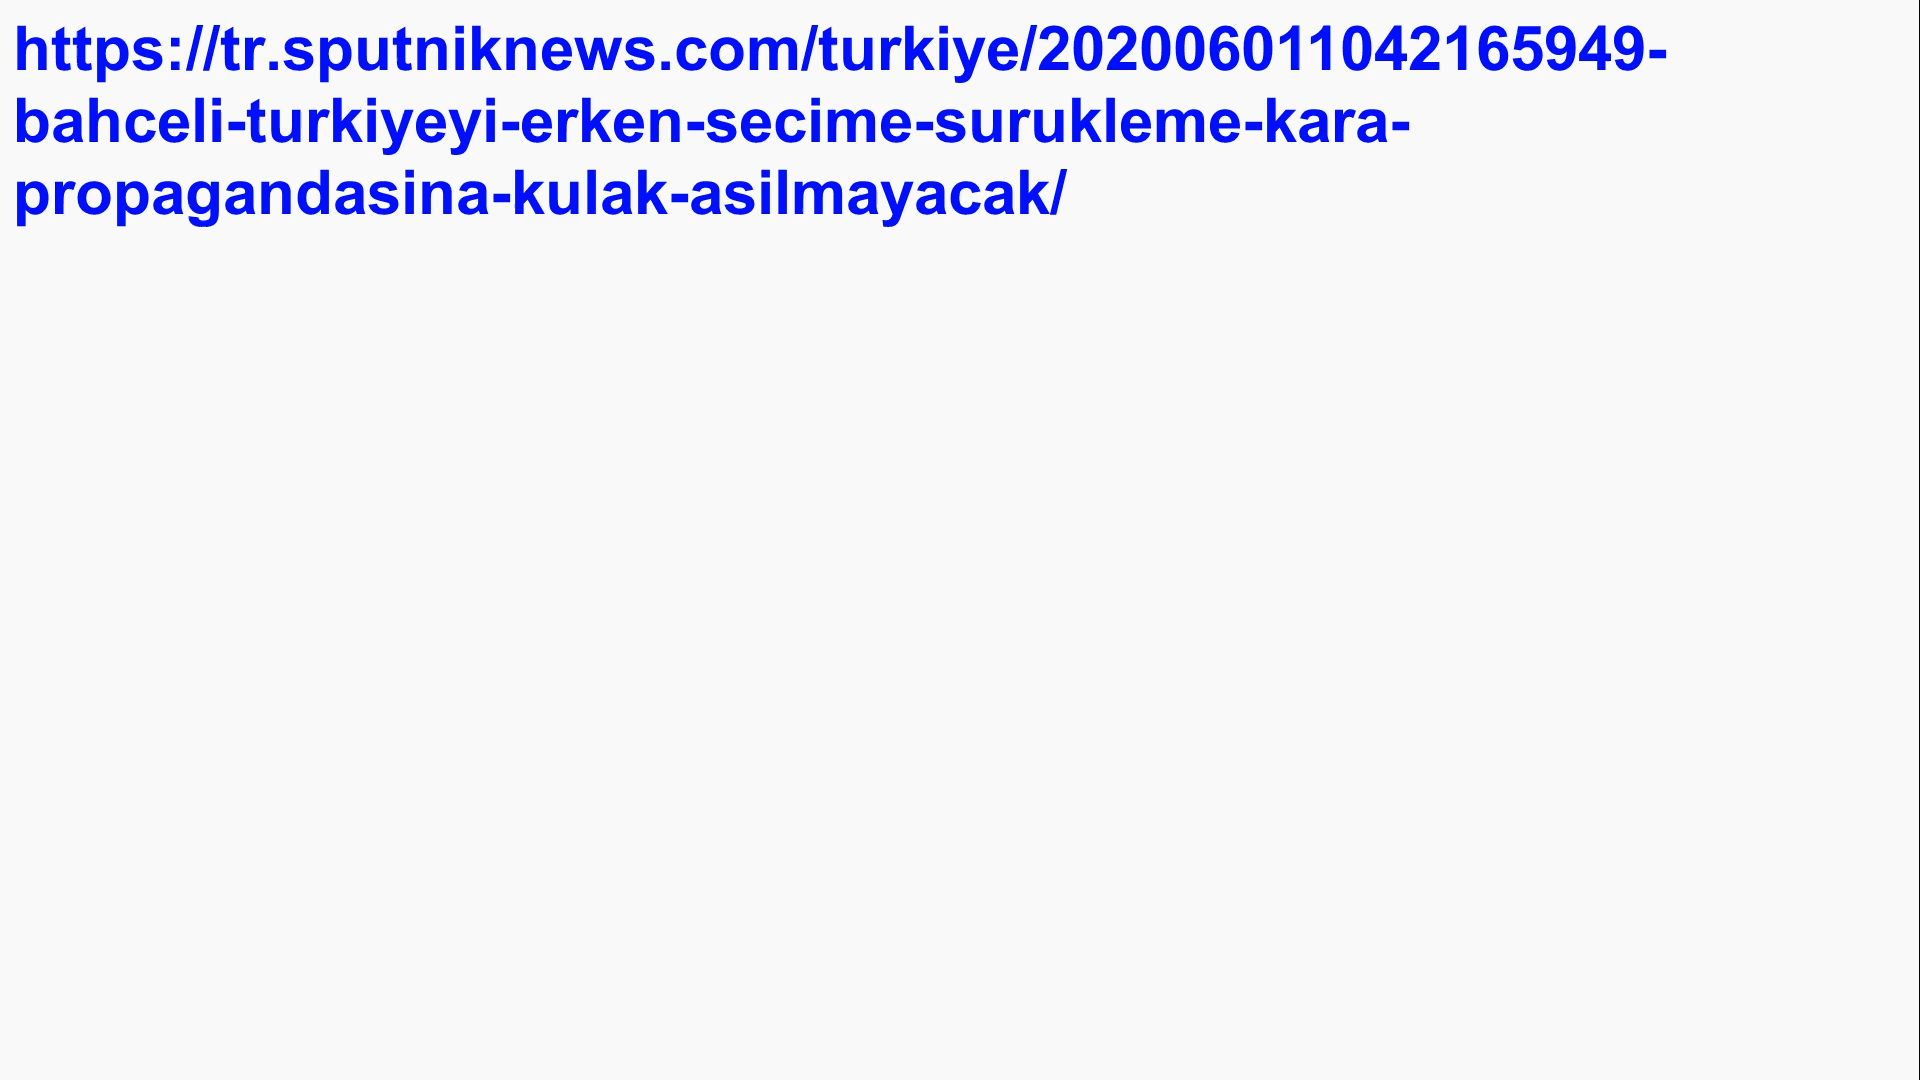 https://tr.sputniknews.com/turkiye/202006011042165949-
bahceli-turkiyeyi-erken-secime-surukleme-kara-
propagandasina-kulak-asilmayacak/